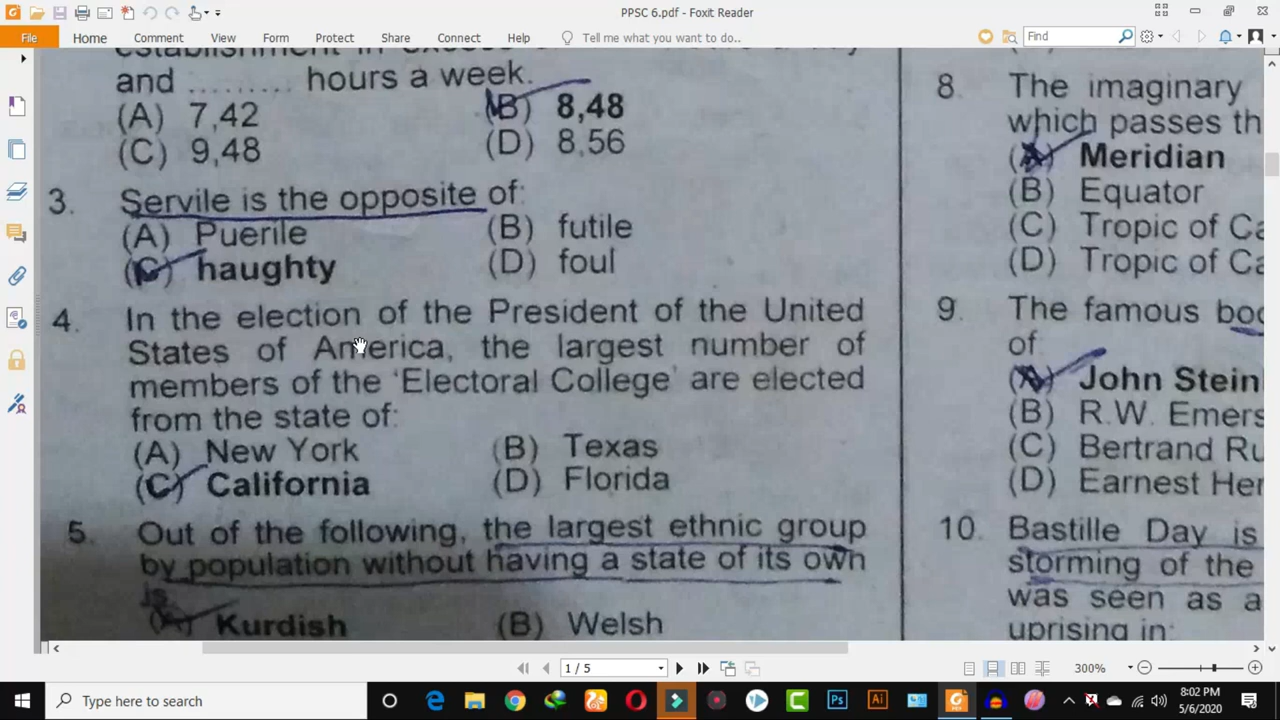 PPSC 6.pdf - Foxit Reader
File Home Comment View Form Protect Share Connect Help Tell me what you want to do.. Find
establishment in excess of
and ......... hours a week.
(A) 7,42 (B) 8,48
(C) 9,48 (D) 8,56
3. Servile is the opposite of:
(A) Puerile (B) futile
(C) haughty (D) foul
4. In the election of the President of the United
States of America, the largest number of
members of the ‘Electoral College’ are elected
from the state of:
(A) New York (B) Texas
(C) California (D) Florida
5. Out of the following, the largest ethnic group
by population without having a state of its own
is
(A) Kurdish (B) Welsh
8. The imaginary
which passes th
(A) Meridian
(B) Equator
(C) Tropic of Ca
(D) Tropic of Ca
9. The famous boo
of
(A) John Stein
(B) R.W. Emers
(C) Bertrand Ru
(D) Earnest Her
10. Bastille Day is
storming of the
was seen as a
uprising in:
1 / 5 300%
Type here to search
8:02 PM
5/6/2020